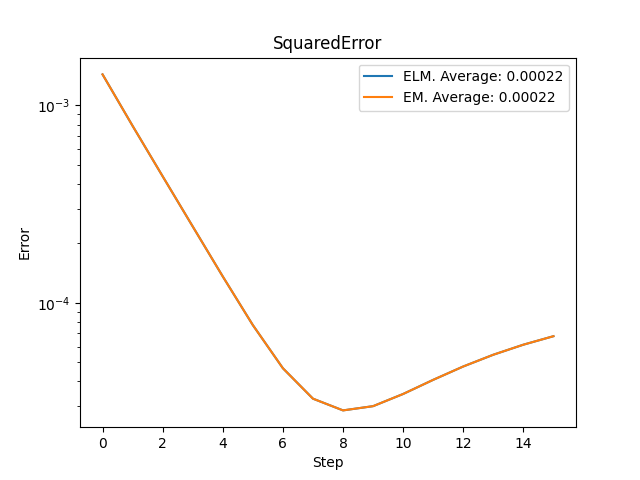 SquaredError
ELM. Average: 0.00022
EM. Average: 0.00022
Error
10⁻³
10⁻⁴
0 2 4 6 8 10 12 14
Step